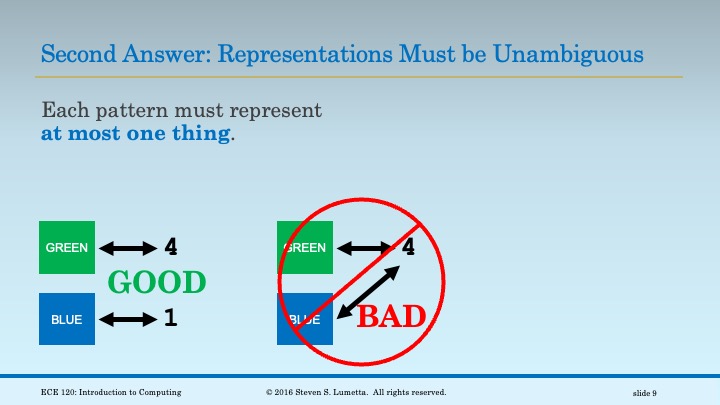 Second Answer: Representations Must be Unambiguous
Each pattern must represent
at most one thing.
GREEN 4
GOOD
BLUE 1
GREEN 4
BLUE
BAD
ECE 120: Introduction to Computing
© 2016 Steven S. Lumetta.  All rights reserved.
slide 9